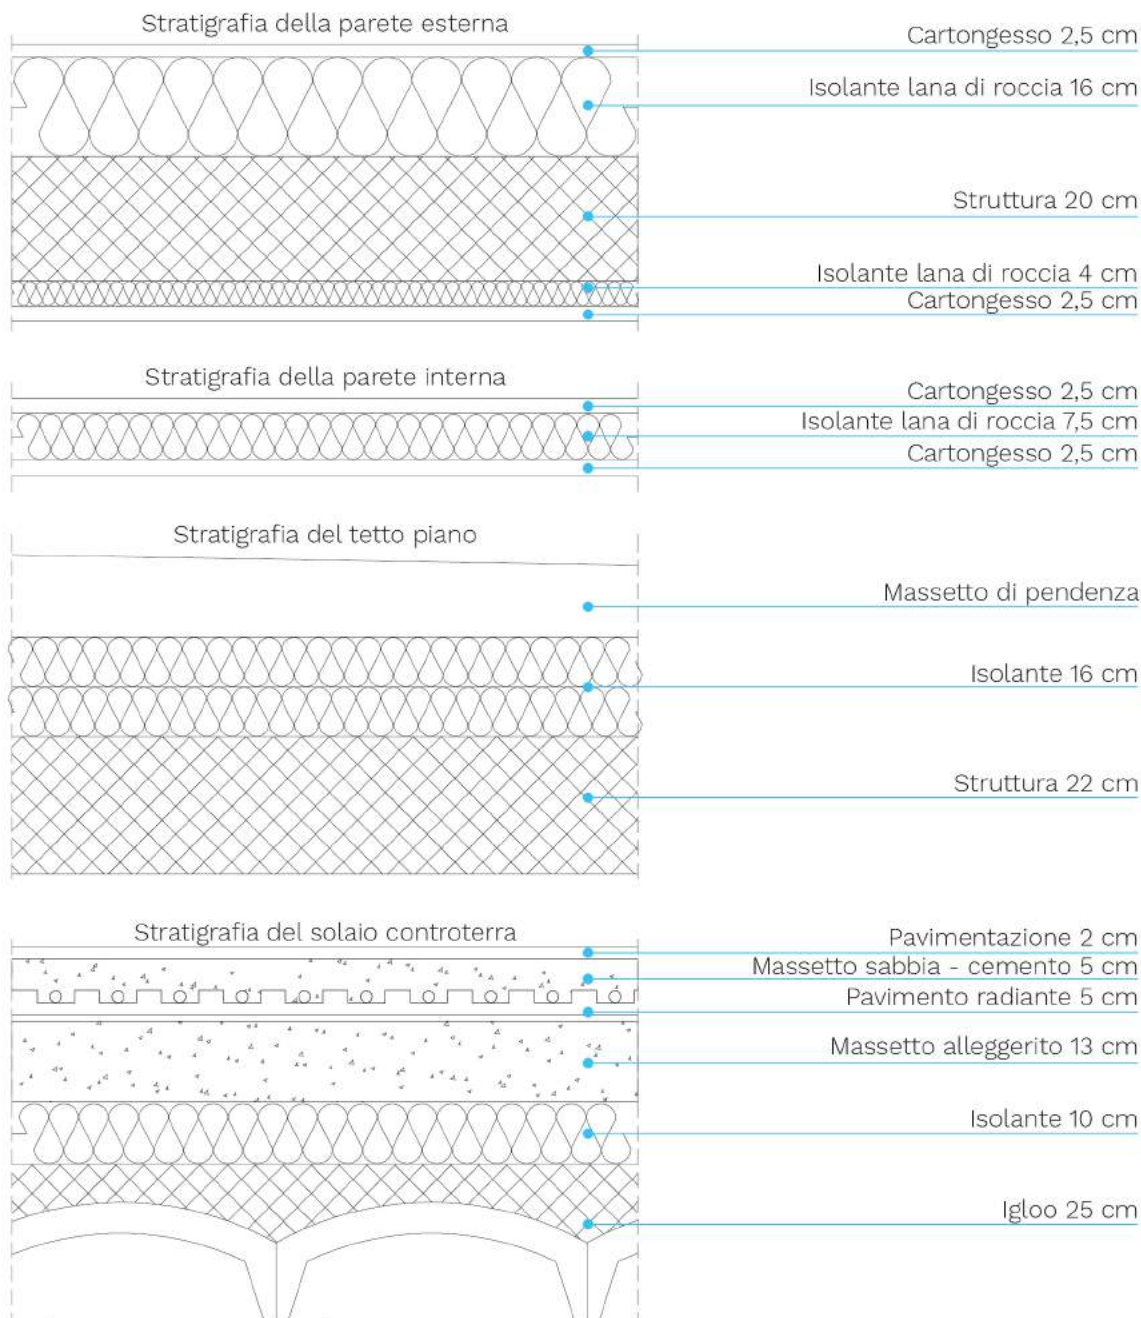 Stratigrafia della parete esterna
Cartongesso 2,5 cm
Isolante lana di roccia 16 cm
Struttura 20 cm
Isolante lana di roccia 4 cm
Cartongesso 2,5 cm
Stratigrafia della parete interna
Cartongesso 2,5 cm
Isolante lana di roccia 7,5 cm
Cartongesso 2,5 cm
Stratigrafia del tetto piano
Massetto di pendenza
Isolante 16 cm
Struttura 22 cm
Stratigrafia del solaio controterra
Pavimentazione 2 cm
Massetto sabbia - cemento 5 cm
Pavimento radiante 5 cm
Massetto alleggerito 13 cm
Isolante 10 cm
Igloo 25 cm